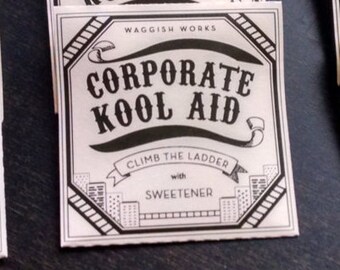 WAGGISH WORKS
CORPORATE
KOOL AID
CLIMB THE LADDER
with
SWEETENER